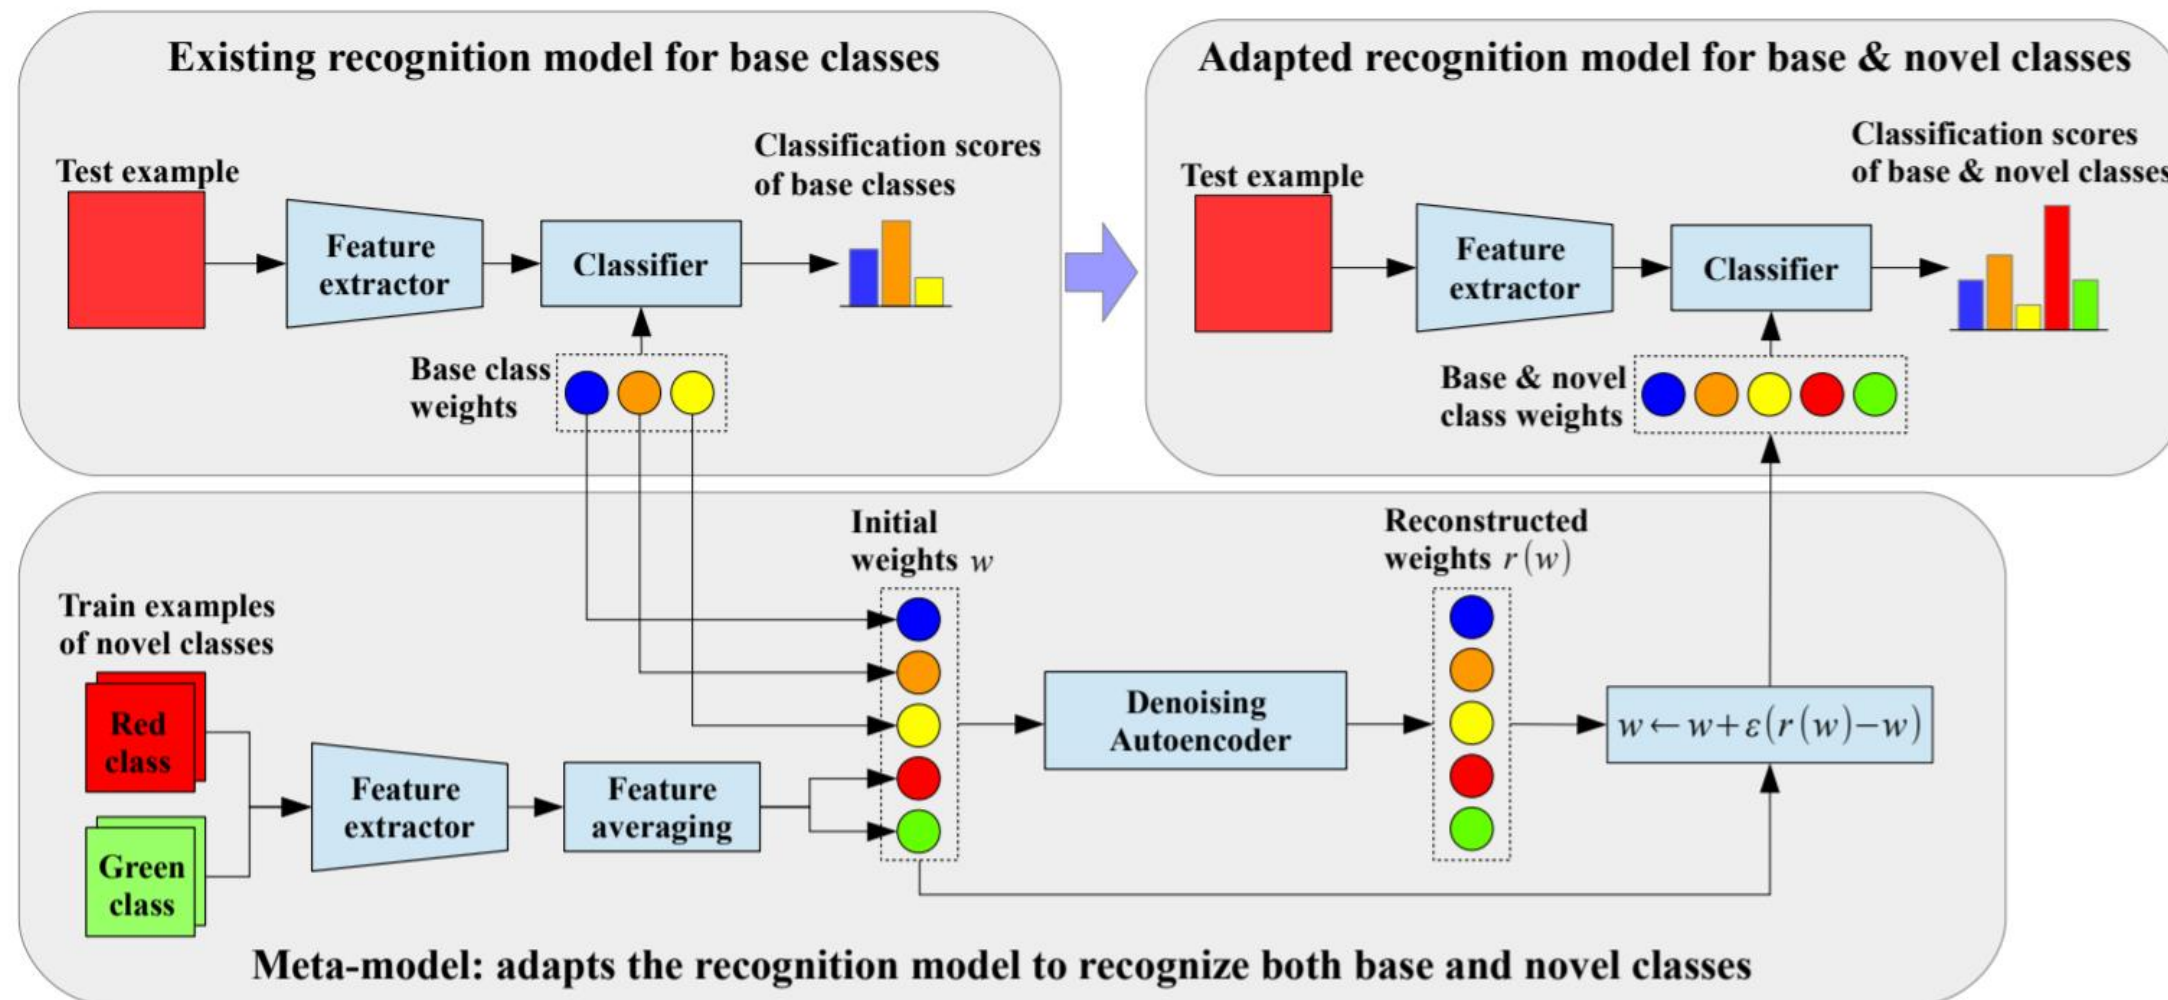 Existing recognition model for base classes
Test example
Feature
extractor
Classifier
Classification scores
of base classes
Base class
weights
Adapted recognition model for base & novel classes
Test example
Feature
extractor
Classifier
Classification scores
of base & novel classes
Base & novel
class weights
Train examples
of novel classes
Red
class
Green
class
Feature
extractor
Feature
averaging
Initial
weights w
Denoising
Autoencoder
Reconstructed
weights r(w)
w←w+ε(r(w)−w)
Meta-model: adapts the recognition model to recognize both base and novel classes